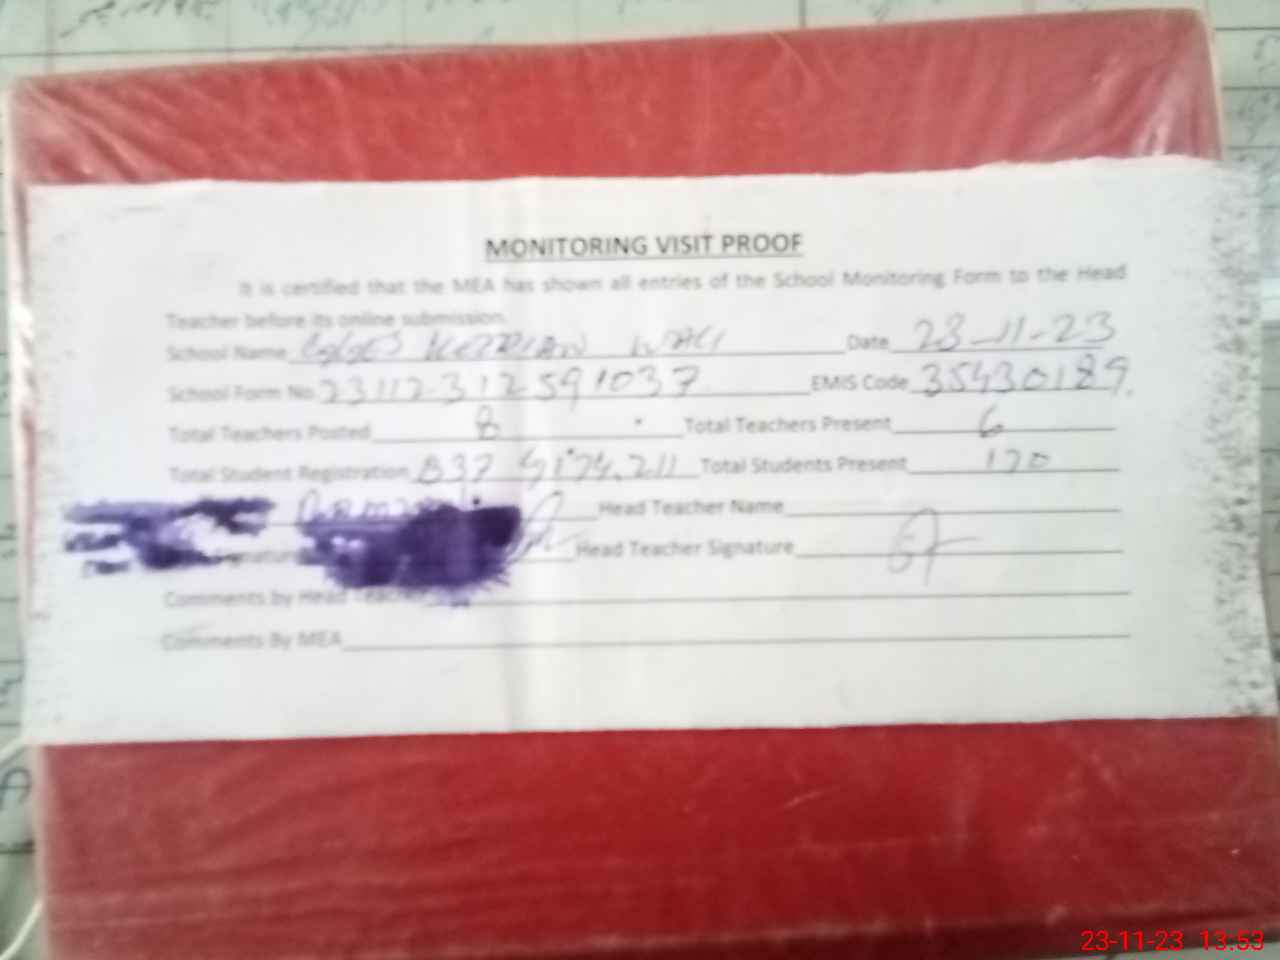 MONITORING VISIT PROOF
It is certified that the MEA has shown all entries of the School Monitoring Form to the Head
Teacher before its online submission.
School Name WALI Date 23-11-23
School Form No. 23112312591037 EMIS Code 35430189
Total Teachers Posted 8 Total Teachers Present 6
Total Student Registration Total Students Present 170
Head Teacher Name
Head Teacher Signature
Comments by Head Teacher
Comments By MEA
23-11-23 13:53